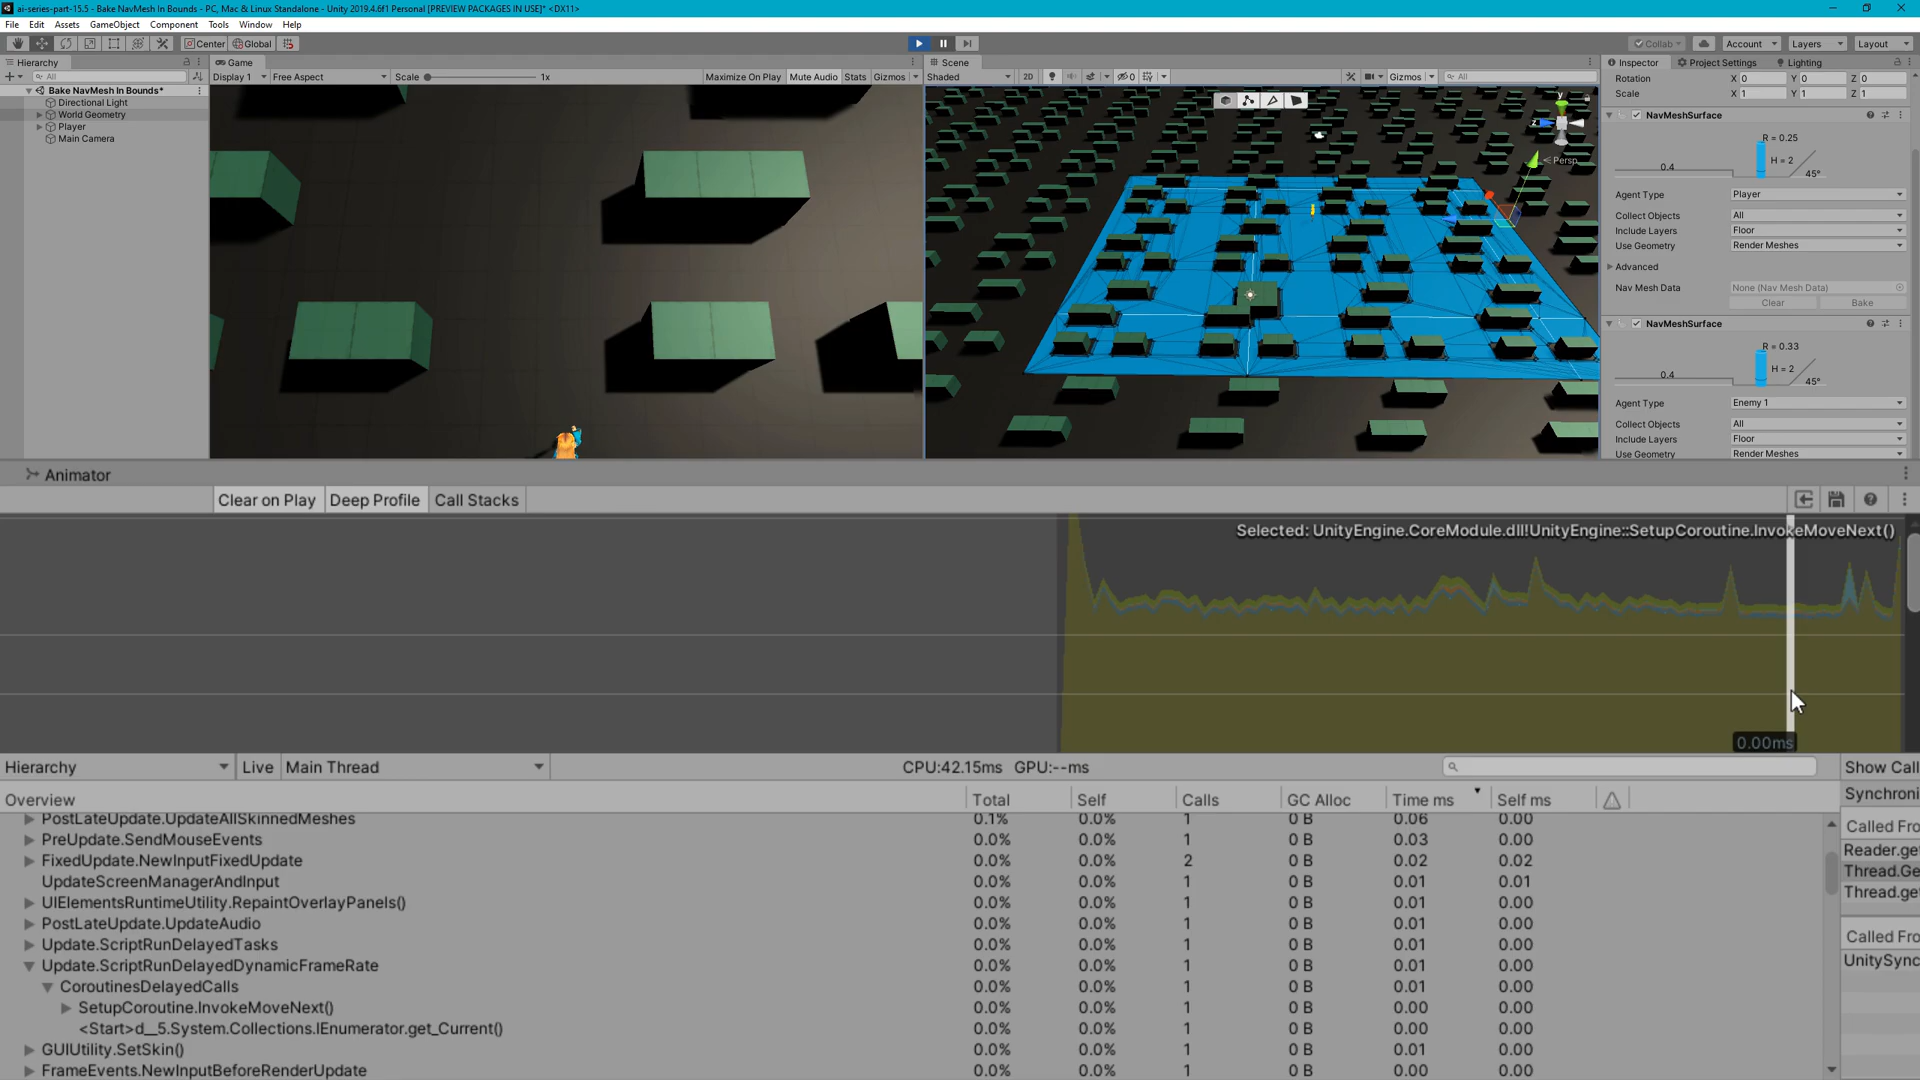 ai-series-part-15.5 - Bake NavMesh In Bounds - PC, Mac & Linux Standalone - Unity 2019.4.6f1 Personal [PREVIEW PACKAGES IN USE]* <DX11>
File Edit Assets GameObject Component Tools Window Help
Center Global Collab Account Layers Layout
Hierarchy
All
Bake NavMesh In Bounds*
Directional Light
World Geometry
Player
Main Camera
Game
Display 1 Free Aspect Scale 1x Maximize On Play Mute Audio Stats Gizmos
Scene
Shaded 2D 0 Gizmos All
y
z
< Persp
Inspector Project Settings Lighting
Rotation X 0 Y 0 Z 0
Scale X 1 Y 1 Z 1
NavMeshSurface
R = 0.25
0.4 H = 2
45°
Agent Type Player
Collect Objects All
Include Layers Floor
Use Geometry Render Meshes
Advanced
Nav Mesh Data None (Nav Mesh Data)
Clear Bake
NavMeshSurface
R = 0.33
0.4 H = 2
45°
Agent Type Enemy 1
Collect Objects All
Include Layers Floor
Use Geometry Render Meshes
Animator
Clear on Play Deep Profile Call Stacks
Selected: UnityEngine.CoreModule.dll!UnityEngine::SetupCoroutine.InvokeMoveNext()
0.00ms
Hierarchy Live Main Thread CPU:42.15ms GPU:--ms Show Call
Overview Total Self Calls GC Alloc Time ms Self ms
PostLateUpdate.UpdateAllSkinnedMeshes 0.1% 0.0% 1 0 B 0.06 0.00
PreUpdate.SendMouseEvents 0.0% 0.0% 1 0 B 0.03 0.00
FixedUpdate.NewInputFixedUpdate 0.0% 0.0% 2 0 B 0.02 0.02
UpdateScreenManagerAndInput 0.0% 0.0% 1 0 B 0.01 0.01
UIElementsRuntimeUtility.RepaintOverlayPanels() 0.0% 0.0% 1 0 B 0.01 0.00
PostLateUpdate.UpdateAudio 0.0% 0.0% 1 0 B 0.01 0.00
Update.ScriptRunDelayedTasks 0.0% 0.0% 1 0 B 0.01 0.00
Update.ScriptRunDelayedDynamicFrameRate 0.0% 0.0% 1 0 B 0.01 0.00
CoroutinesDelayedCalls 0.0% 0.0% 1 0 B 0.01 0.00
SetupCoroutine.InvokeMoveNext() 0.0% 0.0% 1 0 B 0.00 0.00
<Start>d__5.System.Collections.IEnumerator.get_Current() 0.0% 0.0% 1 0 B 0.00 0.00
GUIUtility.SetSkin() 0.0% 0.0% 1 0 B 0.01 0.00
FrameEvents.NewInputBeforeRenderUpdate 0.0% 0.0% 1 0 B 0.00 0.00
Synchroni
Called Fro
Reader.ge
Thread.Ge
Thread.get
Called Fro
UnitySync